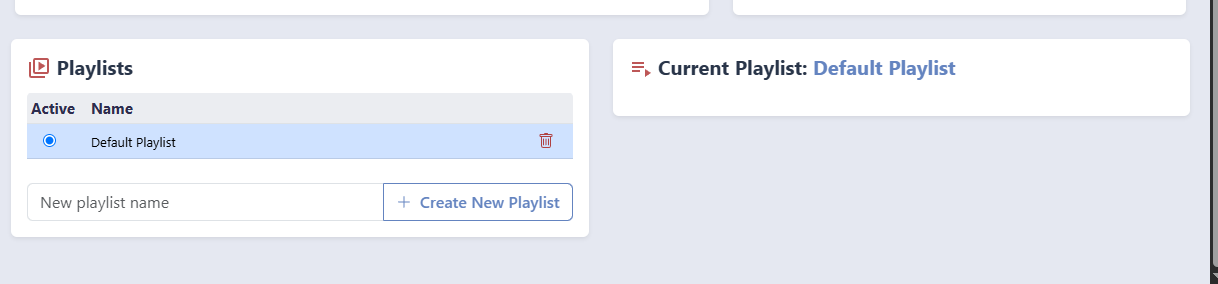 Playlists
Active Name
Default Playlist
New playlist name
Create New Playlist
Current Playlist: Default Playlist